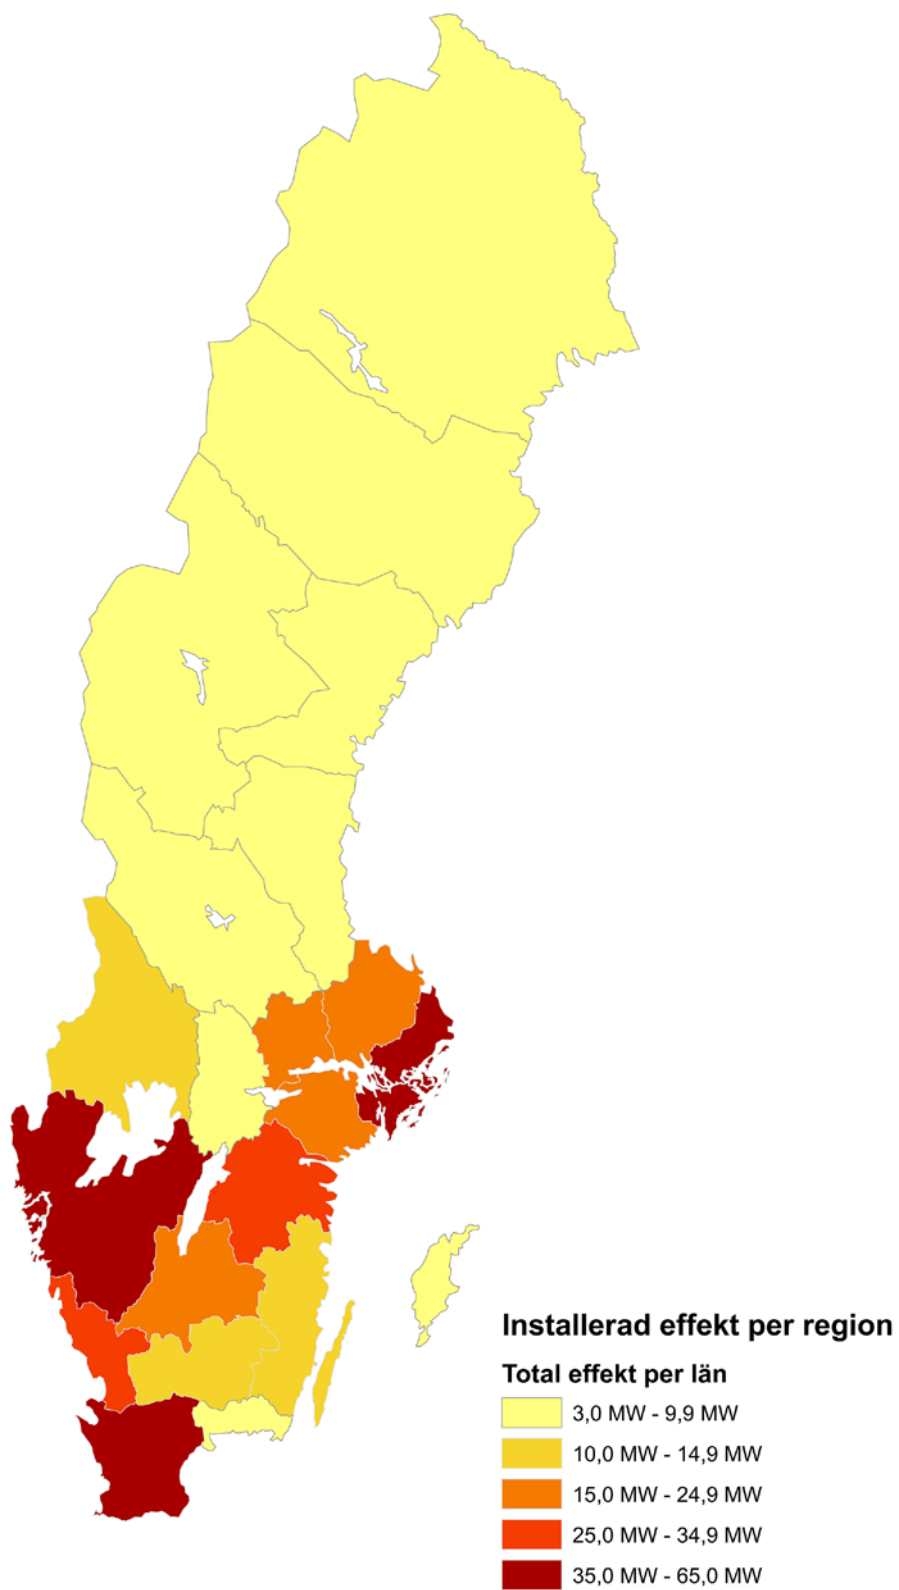 Installerad effekt per region
Total effekt per län
3,0 MW - 9,9 MW
10,0 MW - 14,9 MW
15,0 MW - 24,9 MW
25,0 MW - 34,9 MW
35,0 MW - 65,0 MW